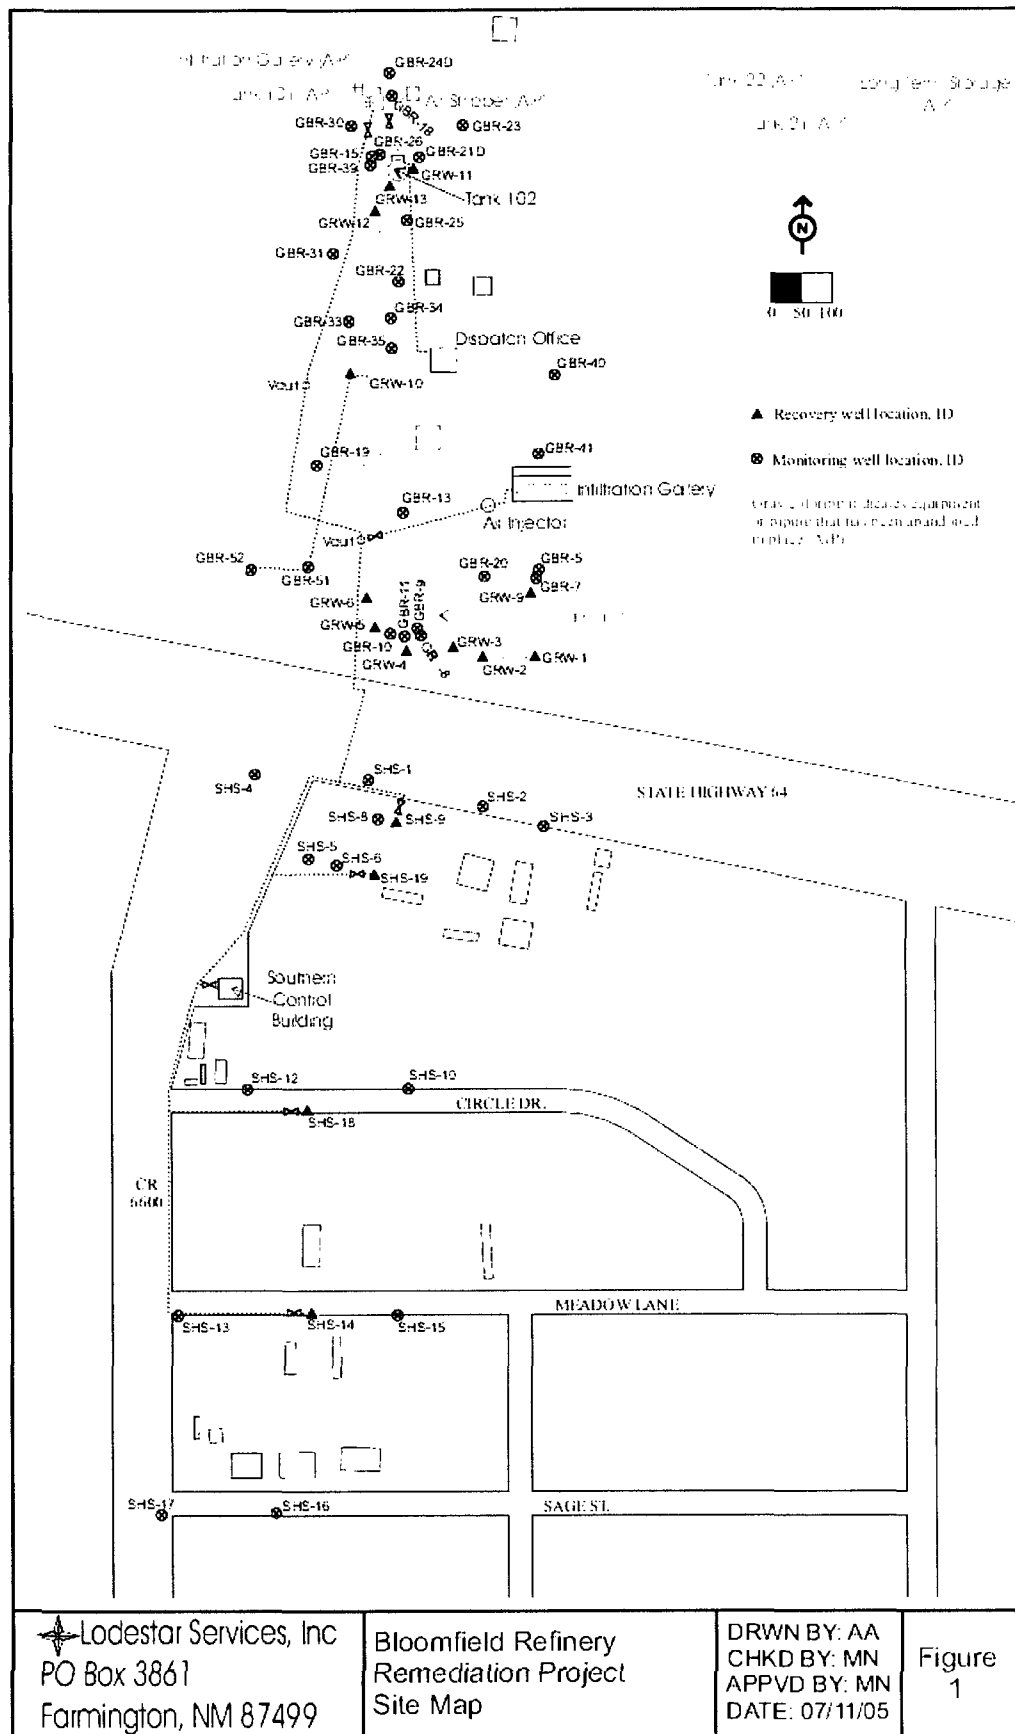 GBR-24D
GBR-18
GBR-30
GBR-23
GBR-26
GBR-15
GBR-21D
GBR-39
GRW-11
Tank 102
GRW-13
GRW-12
GBR-25
GBR-31
GBR-22
N
0 50 100
GBR-34
GBR-33
GBR-35
Dispatch Office
GBR-40
GRW-10
Recovery well location, ID
GBR-19
GBR-41
Monitoring well location, ID
Infiltration Gallery
GBR-13
Air Injector
GBR-52
GBR-51
GBR-20
GBR-5
GBR-7
GRW-9
GRW-6
GBR-11
GBR-9
GRW-5
GBR-10
GRW-4
GRW-3
GRW-2
GRW-1
SHS-1
SHS-4
SHS-2
STATE HIGHWAY 64
SHS-8
SHS-9
SHS-3
SHS-5
SHS-6
SHS-19
Southern
Control
Building
SHS-12
SHS-10
CIRCLE DR.
SHS-18
CR
6600
MEADOW LANE
SHS-13
SHS-14
SHS-15
SHS-17
SHS-16
SAGE ST.
Lodestar Services, Inc
PO Box 3861
Farmington, NM 87499
Bloomfield Refinery
Remediation Project
Site Map
DRWN BY: AA
CHKD BY: MN
APPVD BY: MN
DATE: 07/11/05
Figure
1